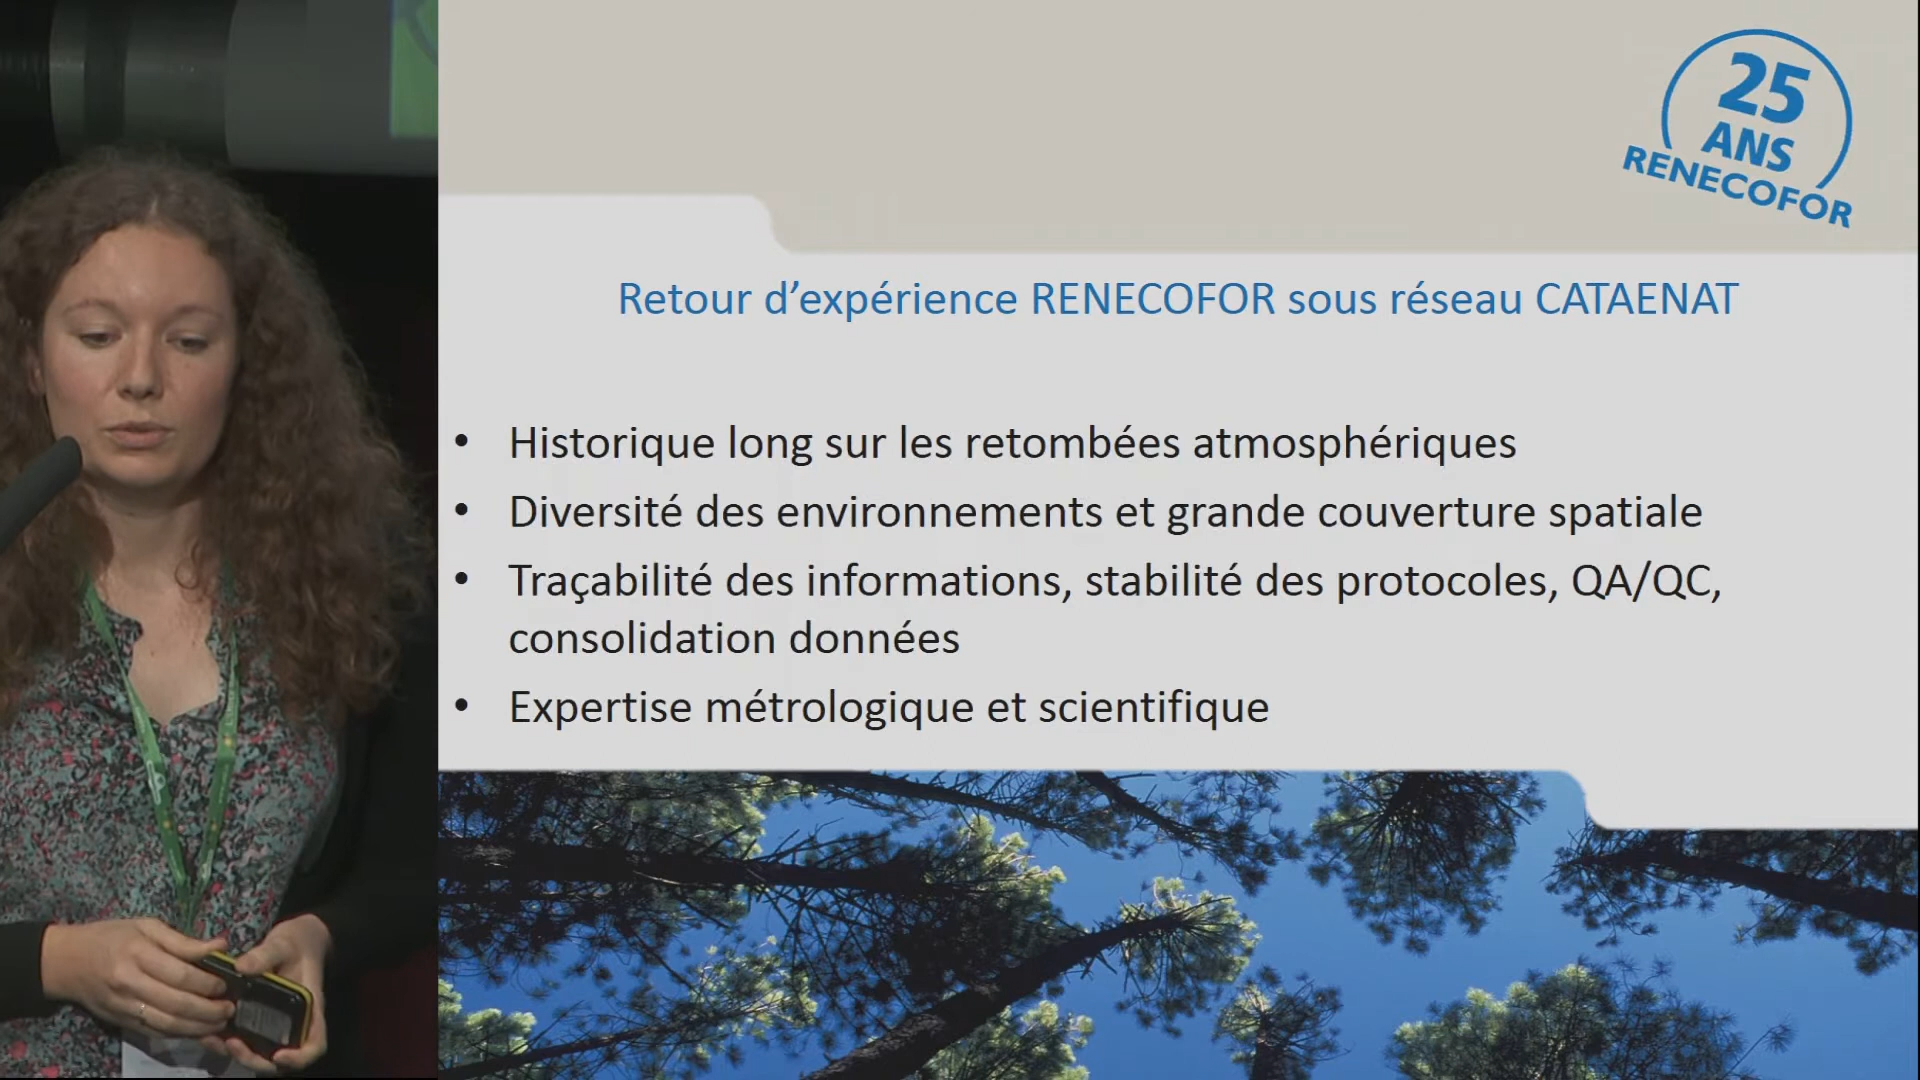 25
ANS
RENECOFOR
Retour d’expérience RENECOFOR sous réseau CATAENAT
• Historique long sur les retombées atmosphériques
• Diversité des environnements et grande couverture spatiale
• Traçabilité des informations, stabilité des protocoles, QA/QC,
consolidation données
• Expertise métrologique et scientifique